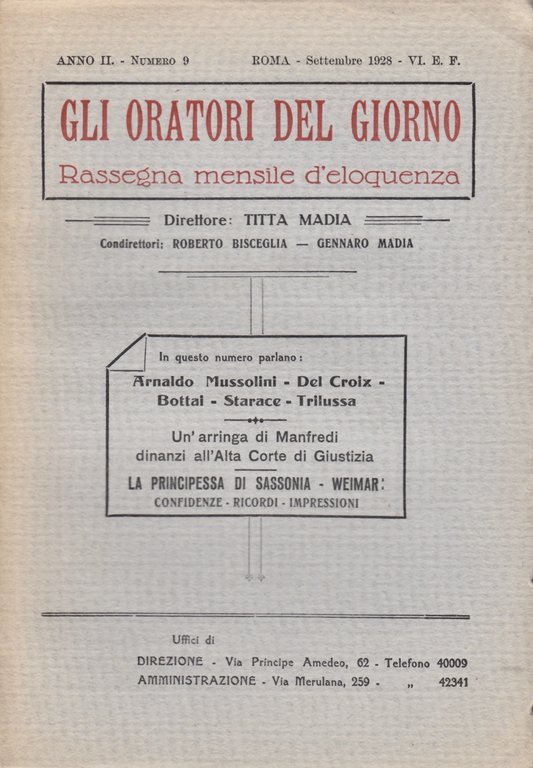 ANNO II. - NUMERO 9 ROMA - Settembre 1928 - VI. E. F.
GLI ORATORI DEL GIORNO
Rassegna mensile d'eloquenza
Direttore: TITTA MADIA
Condirettori: ROBERTO BISCEGLIA — GENNARO MADIA
In questo numero parlano:
Arnaldo Mussolini - Del Croix -
Bottai - Starace - Trilussa
Un'arringa di Manfredi
dinanzi all'Alta Corte di Giustizia
LA PRINCIPESSA DI SASSONIA - WEIMAR:
CONFIDENZE - RICORDI - IMPRESSIONI
Uffici di
DIREZIONE - Via Principe Amedeo, 62 - Telefono 40009
AMMINISTRAZIONE - Via Merulana, 259 - „ 42341